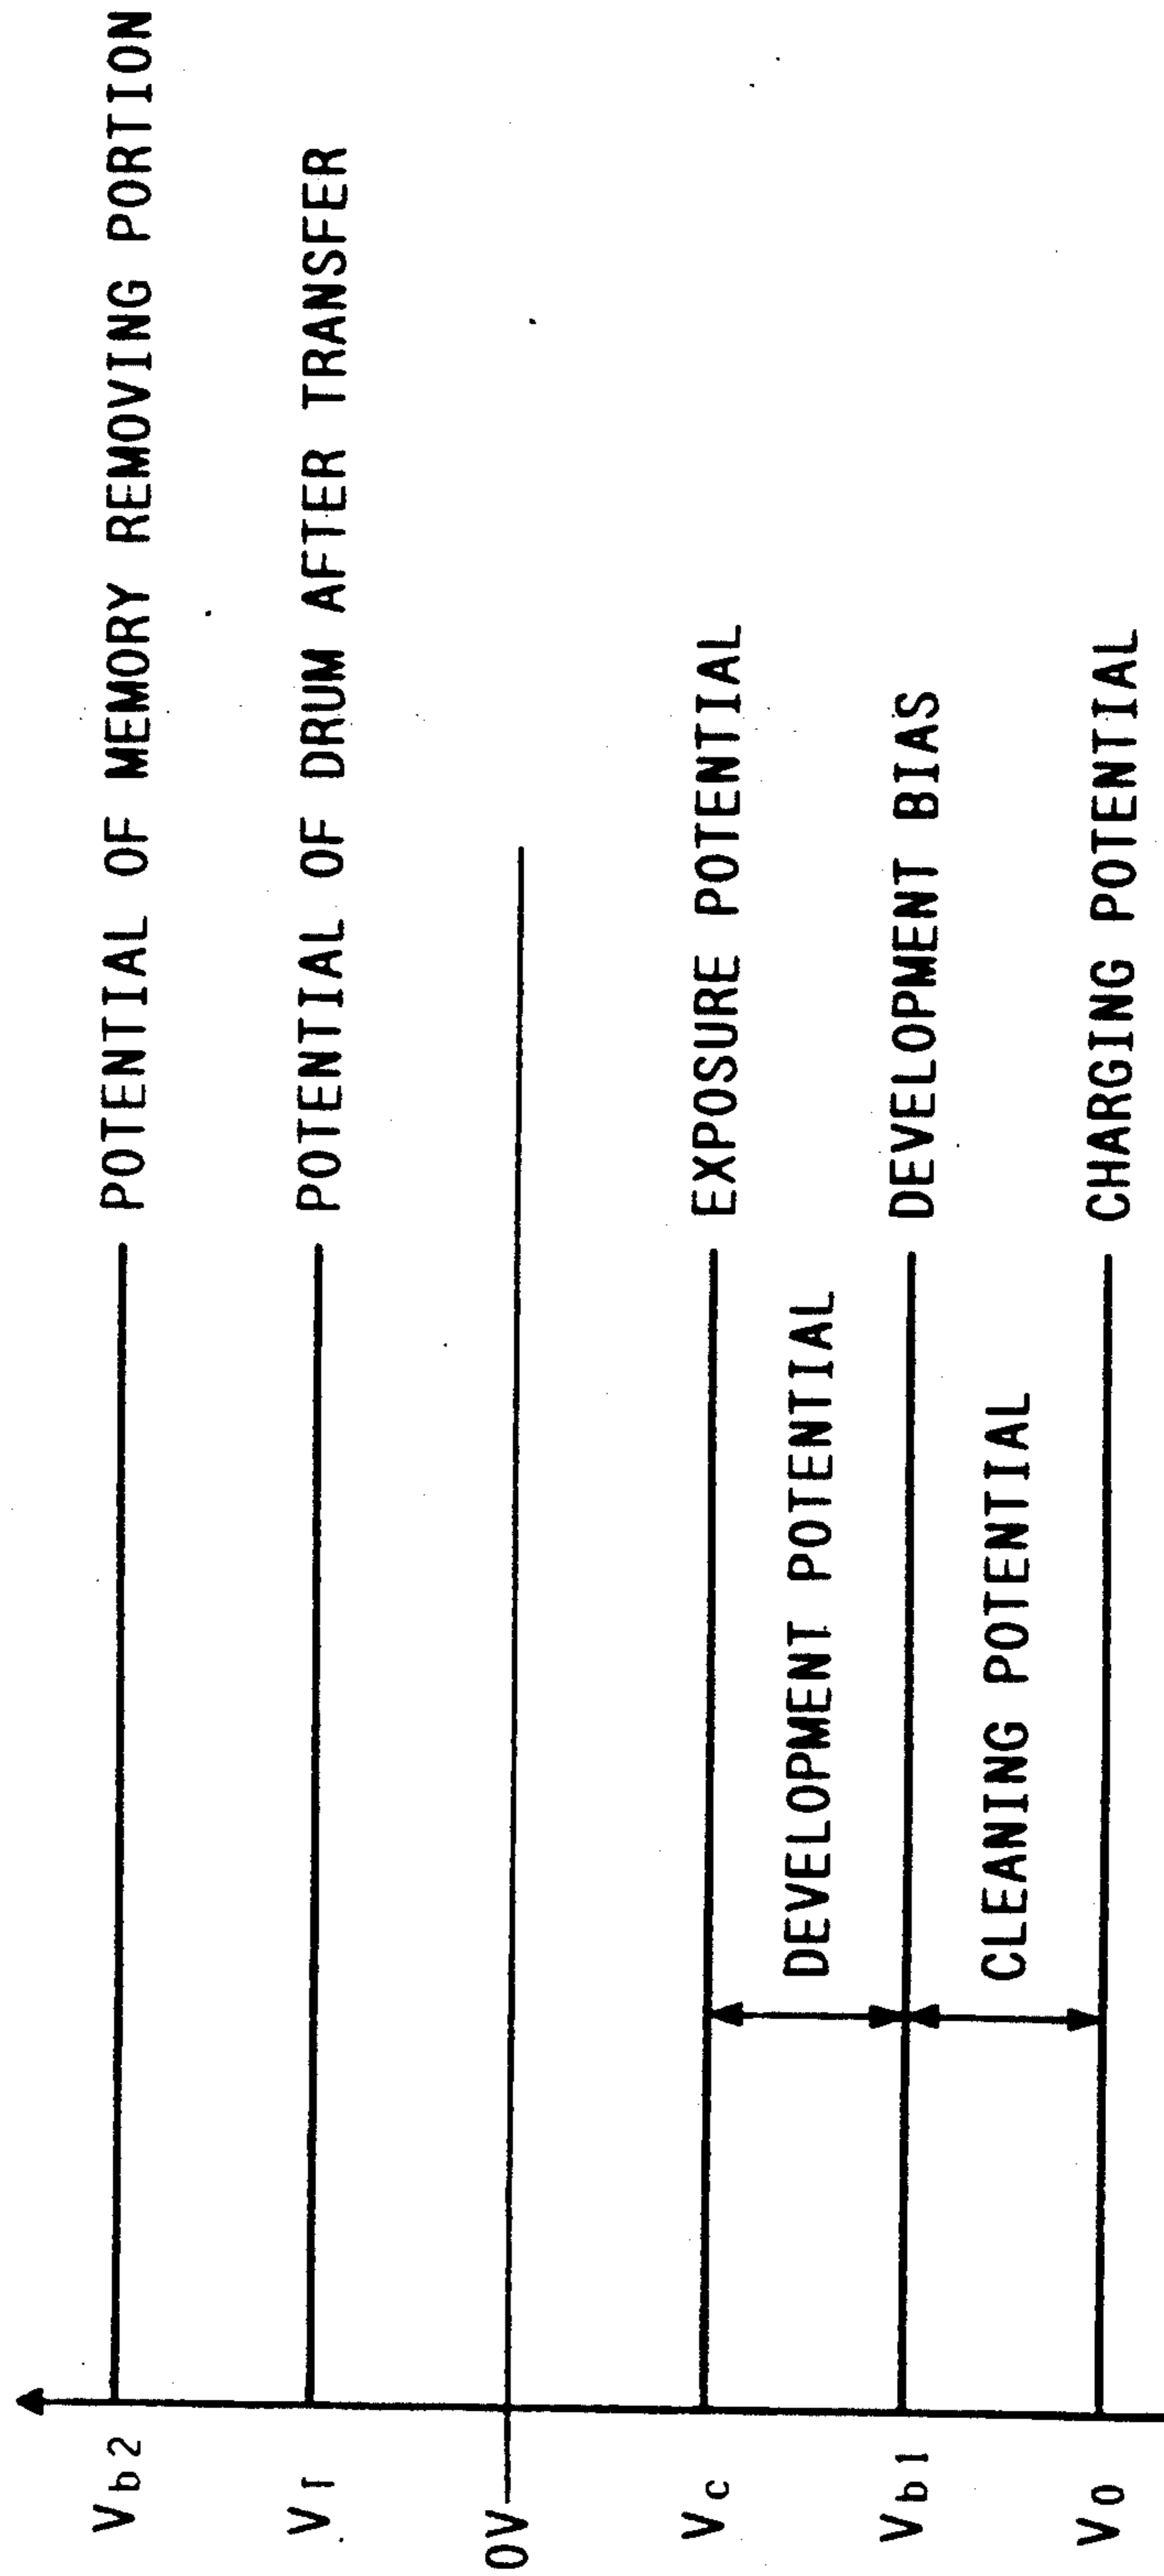 Vb2 POTENTIAL OF MEMORY REMOVING PORTION
VT POTENTIAL OF DRUM AFTER TRANSFER
0V
Vc EXPOSURE POTENTIAL
DEVELOPMENT POTENTIAL
Vb1 DEVELOPMENT BIAS
CLEANING POTENTIAL
V0 CHARGING POTENTIAL